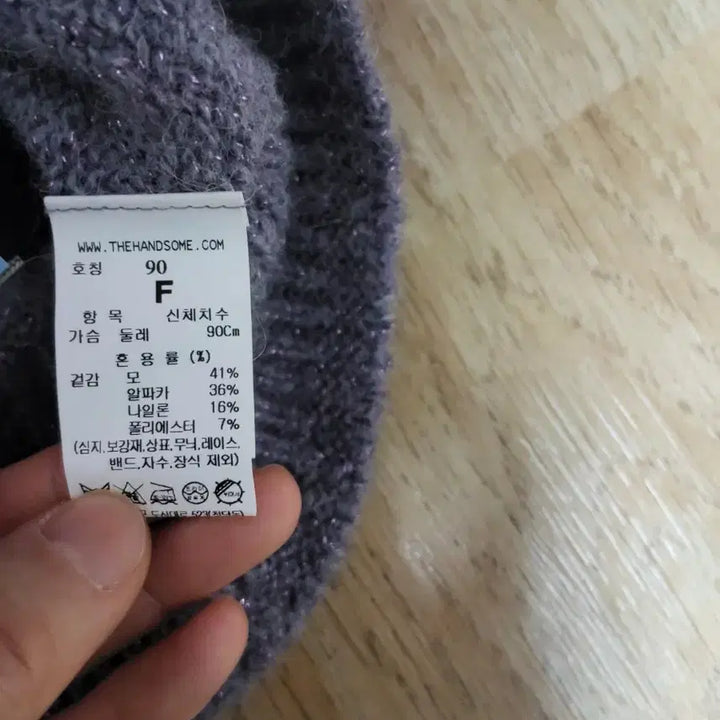 WWW.THEHANDSOME.COM
호칭 90
F
항 목 신체치수
가슴 둘레 90Cm
혼 용 률 (%)
겉감 모 41%
알파카 36%
나일론 16%
폴리에스터 7%
(심지,보강재,상표,무늬,레이스,
밴드,자수,장식 제외)